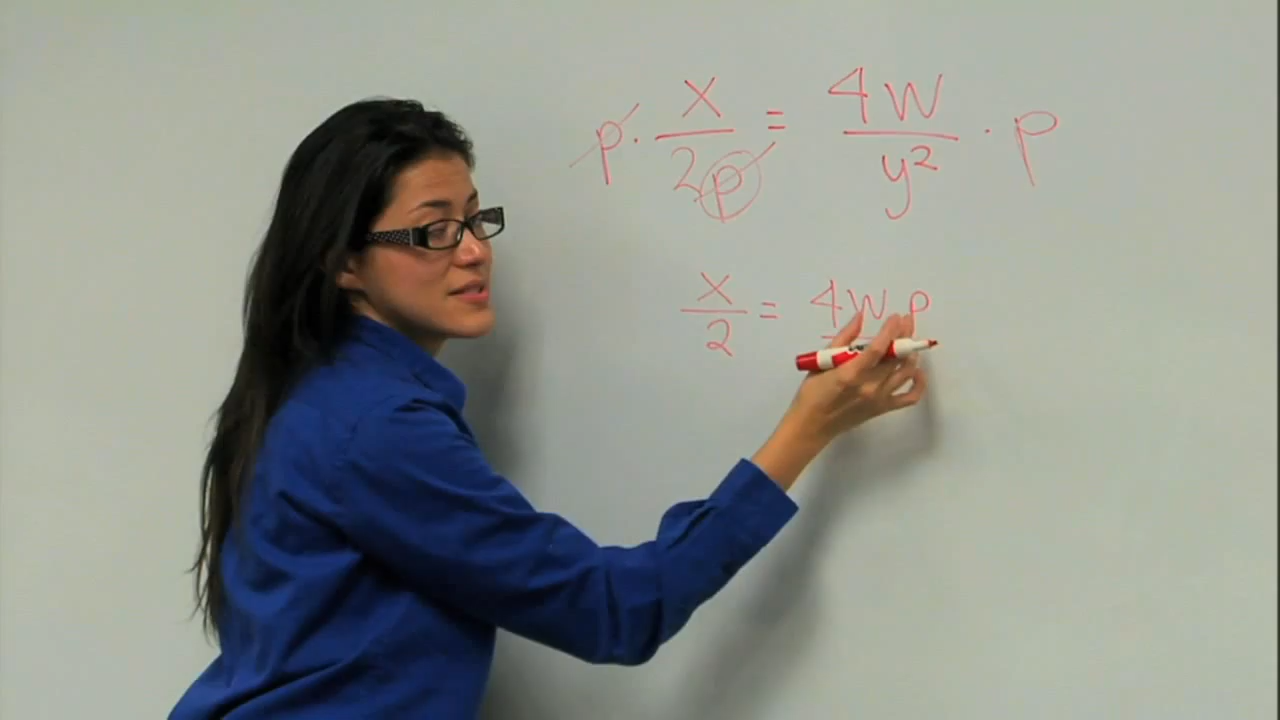 p · x/2p = 4w/y² · p
x/2 = 4w p